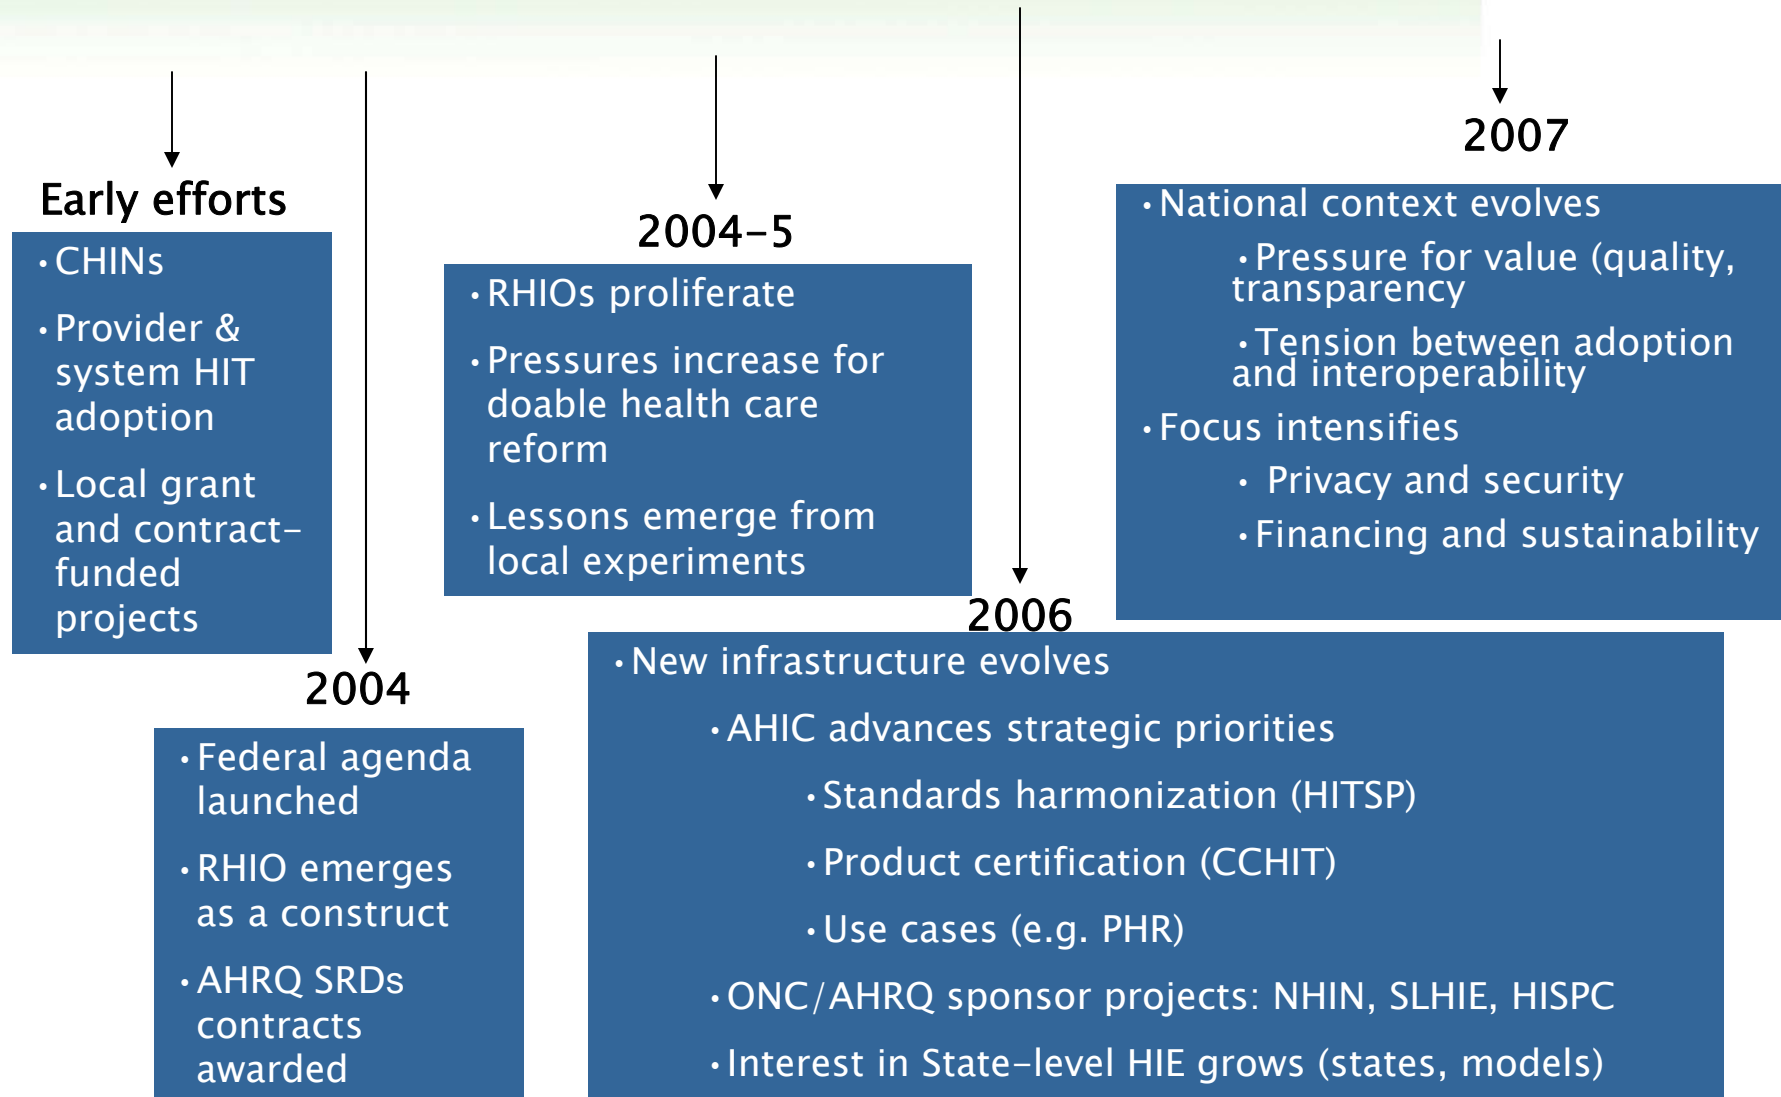 Early efforts
• CHINs
• Provider &
system HIT
adoption
• Local grant
and contract-
funded
projects
2004
• Federal agenda
launched
• RHIO emerges
as a construct
• AHRQ SRDs
contracts
awarded
2004-5
• RHIOs proliferate
• Pressures increase for
doable health care
reform
• Lessons emerge from
local experiments
2006
• New infrastructure evolves
• AHIC advances strategic priorities
• Standards harmonization (HITSP)
• Product certification (CCHIT)
• Use cases (e.g. PHR)
• ONC/AHRQ sponsor projects: NHIN, SLHIE, HISPC
• Interest in State-level HIE grows (states, models)
2007
• National context evolves
• Pressure for value (quality,
transparency
• Tension between adoption
and interoperability
• Focus intensifies
• Privacy and security
• Financing and sustainability